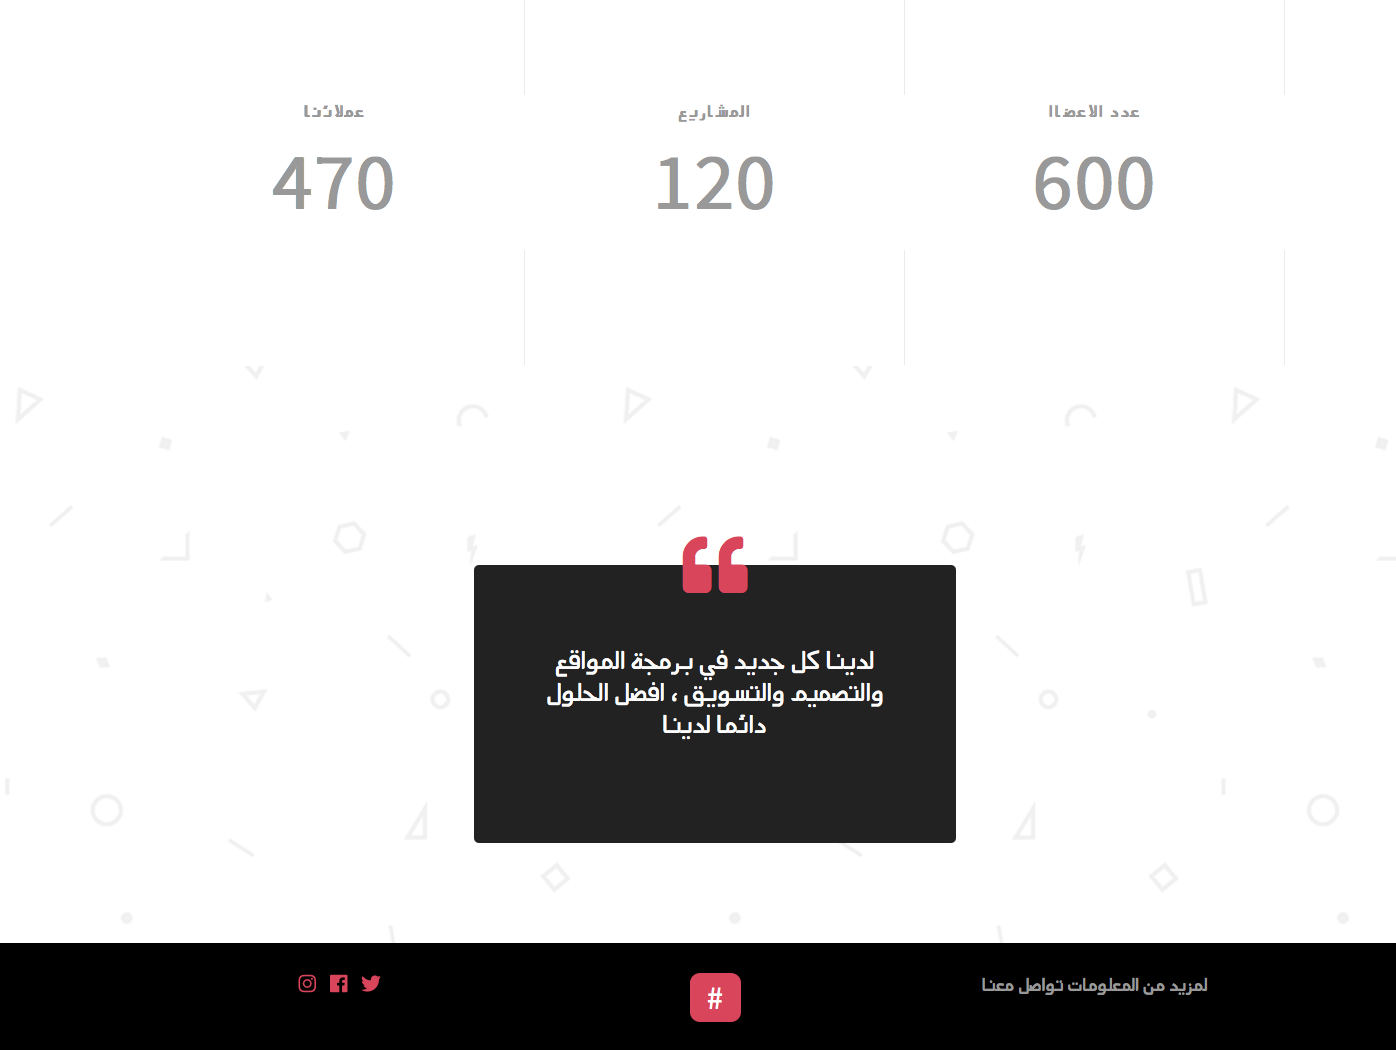 عدد الاعضاا
600
المشاريع
120
عملائنا
470
لدينا كل جديد في برمجة المواقع
والتصميم والتسويق ، افضل الحلول
دائما لدينا
لمزيد من المعلومات تواصل معنا
#